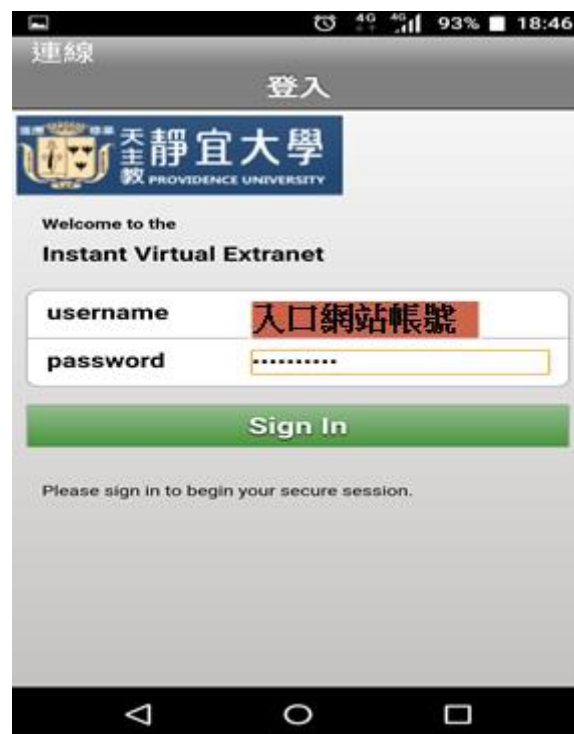 4G 4G 93% 18:46
連線
登入
天主教 靜宜大學
PROVIDENCE UNIVERSITY
Welcome to the
Instant Virtual Extranet
username 入口網站帳號
password ··········
Sign In
Please sign in to begin your secure session.